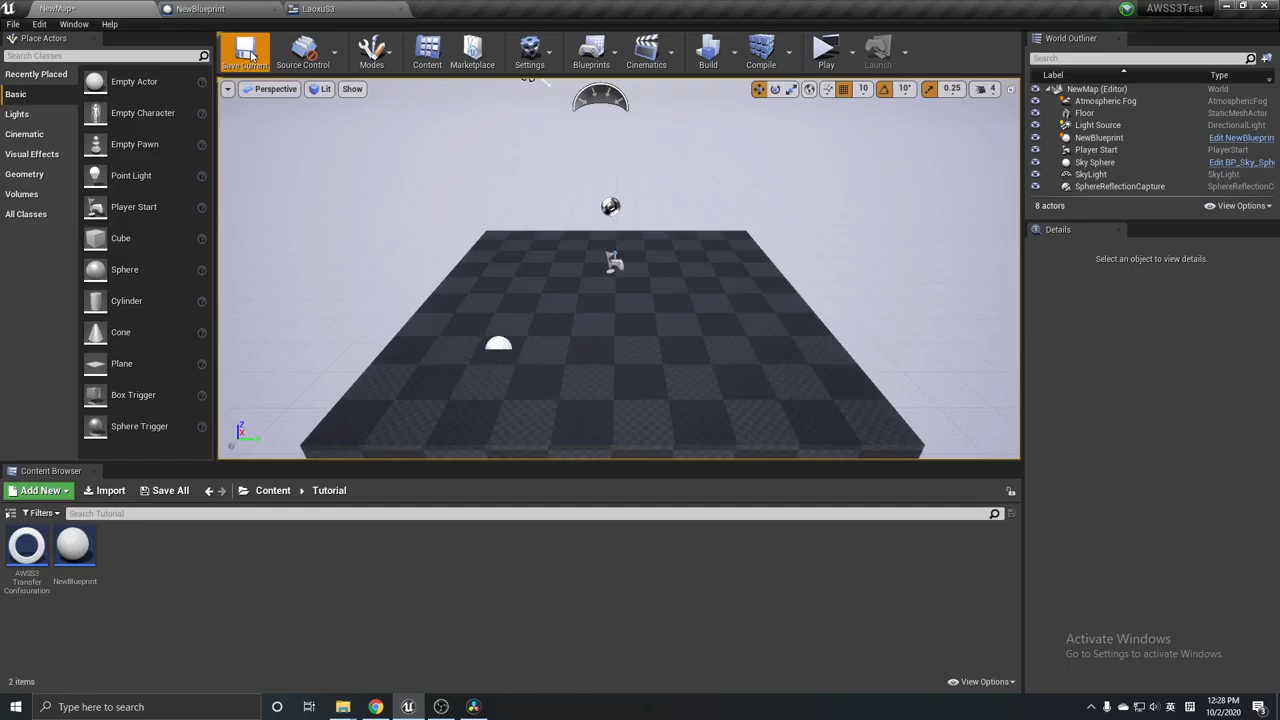 NewMap*
NewBlueprint
LaoxuS3
AWSS3Test
File
Edit
Window
Help
Place Actors
Search Classes
Recently Placed
Basic
Lights
Cinematic
Visual Effects
Geometry
Volumes
All Classes
Empty Actor
Empty Character
Empty Pawn
Point Light
Player Start
Cube
Sphere
Cylinder
Cone
Plane
Box Trigger
Sphere Trigger
Save Current
Source Control
Modes
Content
Marketplace
Settings
Blueprints
Cinematics
Build
Compile
Play
Launch
Perspective
Lit
Show
10
10°
0.25
4
World Outliner
Search...
Label Type
NewMap (Editor) World
Atmospheric Fog AtmosphericFog
Floor StaticMeshActor
Light Source DirectionalLight
NewBlueprint Edit NewBlueprin
Player Start PlayerStart
Sky Sphere Edit BP_Sky_Sph
SkyLight SkyLight
SphereReflectionCapture SphereReflectionC
8 actors
View Options
Details
Select an object to view details.
Z
X
Y
Content Browser
Add New
Import
Save All
Content
Tutorial
Filters
Search Tutorial
AWSS3
Transfer
Configuration
NewBlueprint
2 items
View Options
Activate Windows
Go to Settings to activate Windows.
Type here to search
英
拼
12:28 PM
10/2/2020
3